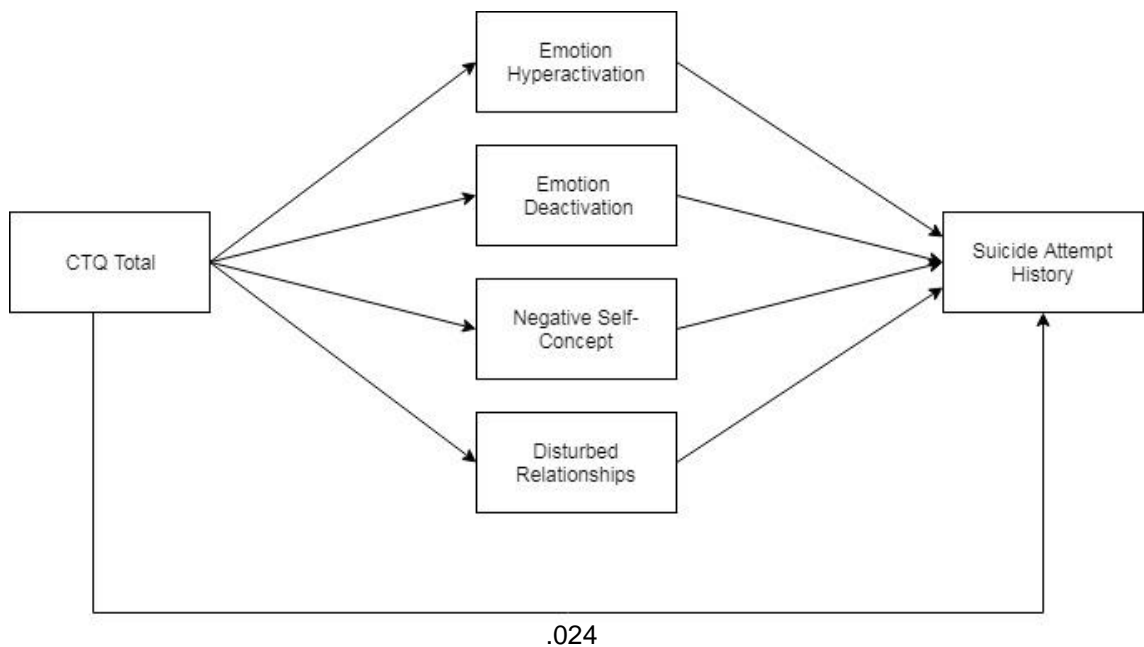 Emotion
Hyperactivation
Emotion
Deactivation
CTQ Total
Suicide Attempt
History
Negative Self-
Concept
Disturbed
Relationships
.024